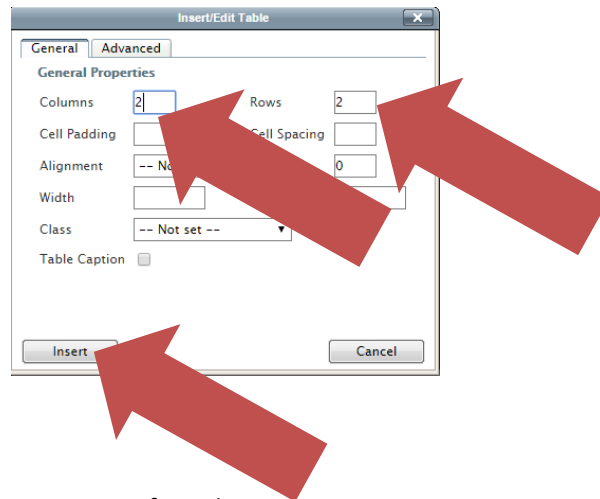 Insert/Edit Table
General Advanced
General Properties
Columns 2 Rows 2
Cell Padding Cell Spacing
Alignment -- No 0
Width
Class -- Not set --
Table Caption
Insert Cancel